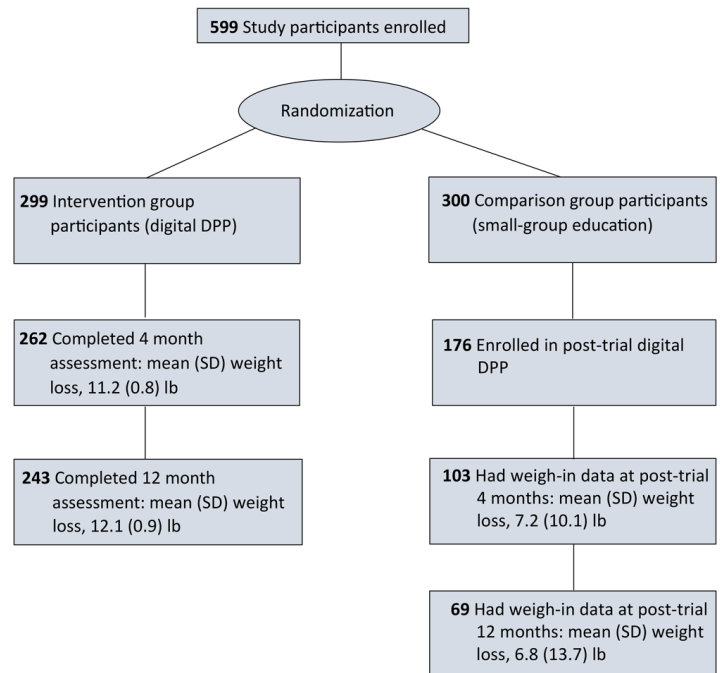 599 Study participants enrolled
Randomization
299 Intervention group
participants (digital DPP)
300 Comparison group participants
(small-group education)
262 Completed 4 month
assessment: mean (SD) weight
loss, 11.2 (0.8) lb
176 Enrolled in post-trial digital
DPP
243 Completed 12 month
assessment: mean (SD) weight
loss, 12.1 (0.9) lb
103 Had weigh-in data at post-trial
4 months: mean (SD) weight
loss, 7.2 (10.1) lb
69 Had weigh-in data at post-trial
12 months: mean (SD) weight
loss, 6.8 (13.7) lb